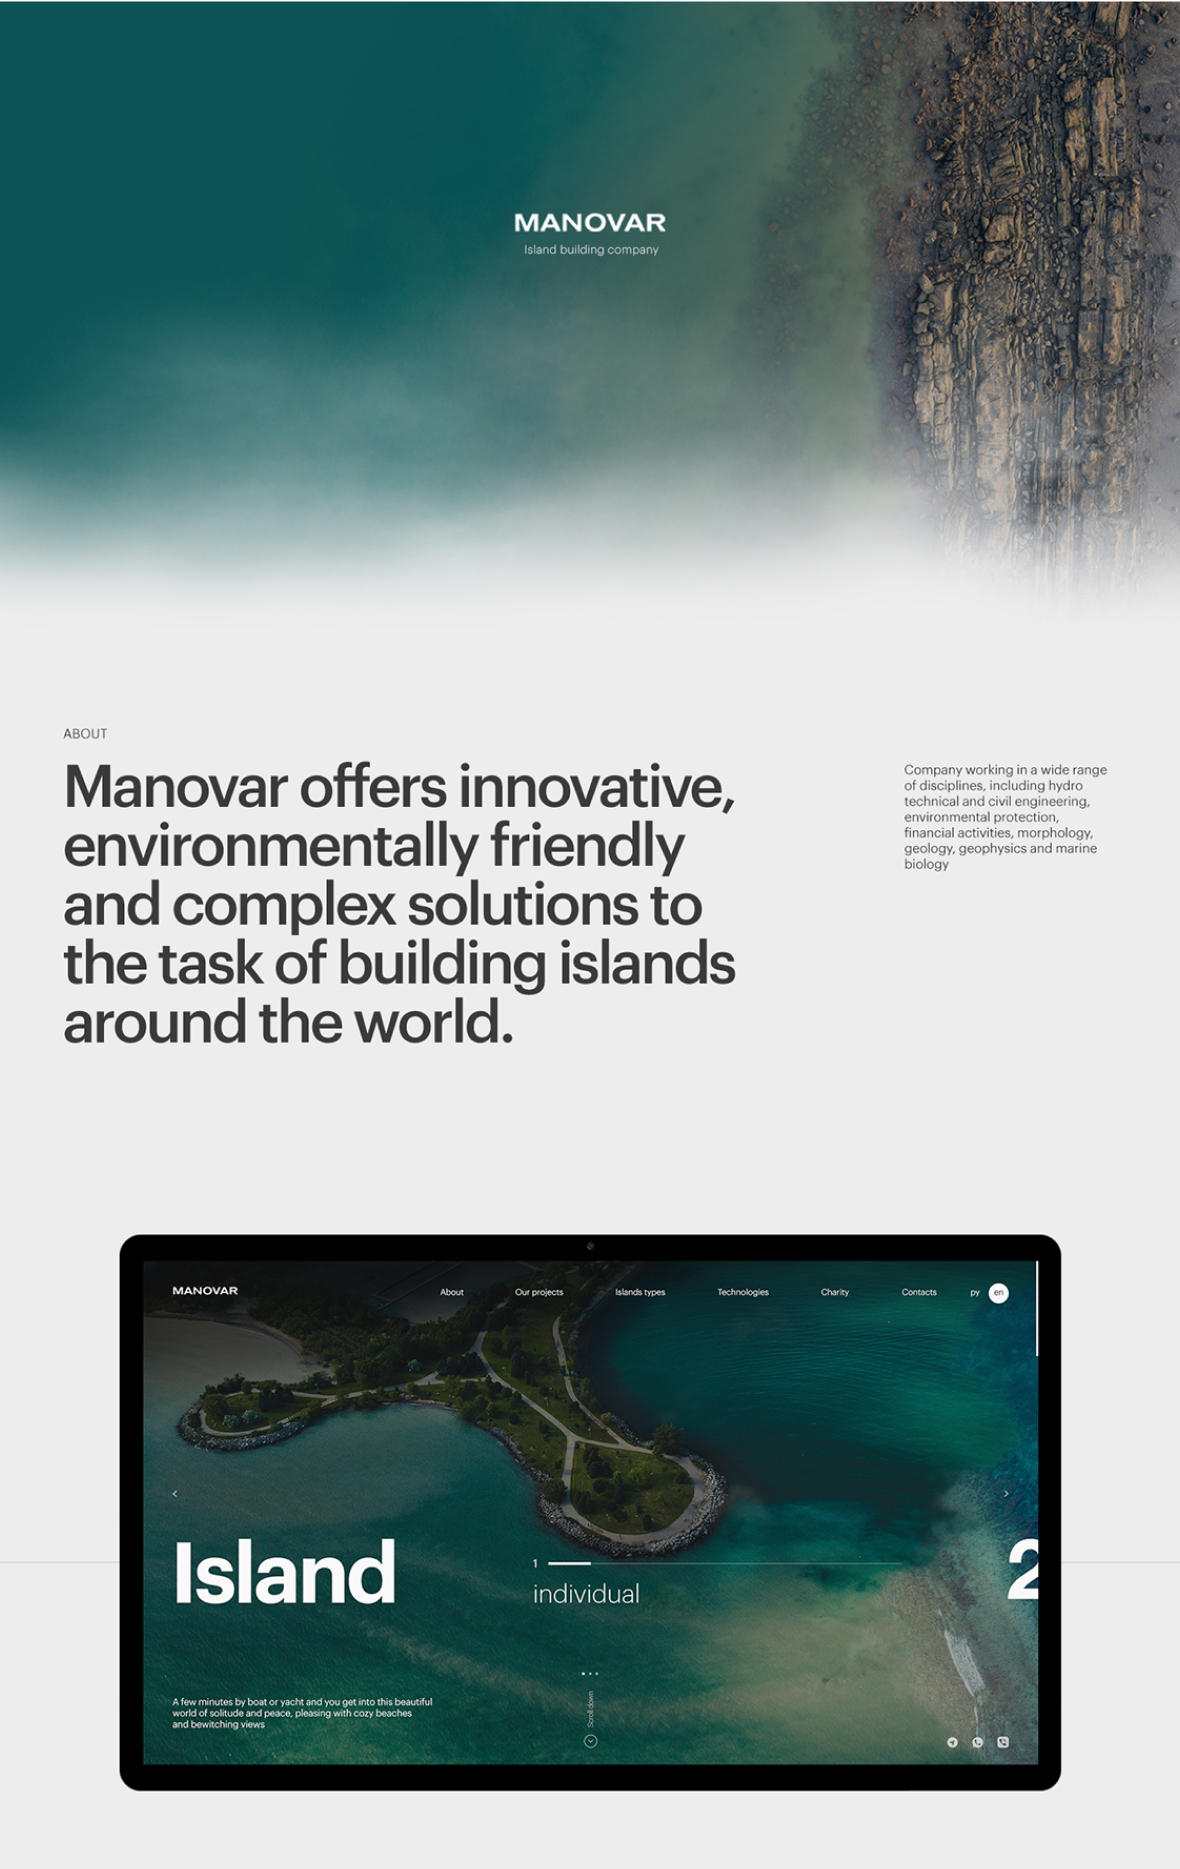 MANOVAR
Island building company
ABOUT
Manovar offers innovative,
environmentally friendly
and complex solutions to
the task of building islands
around the world.
Company working in a wide range
of disciplines, including hydro
technical and civil engineering,
environmental protection,
financial activities, morphology,
geology, geophysics and marine
biology
MANOVAR
About
Our projects
Islands types
Technologies
Charity
Contacts
ру
en
Island
1
individual
2
A few minutes by boat or yacht and you get into this beautiful
world of solitude and peace, pleasing with cozy beaches
and bewitching views
Scroll down